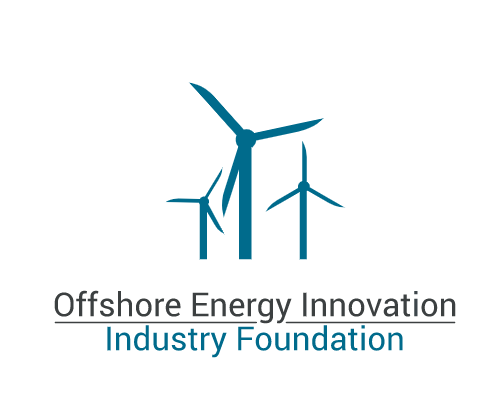 Offshore Energy Innovation
Industry Foundation